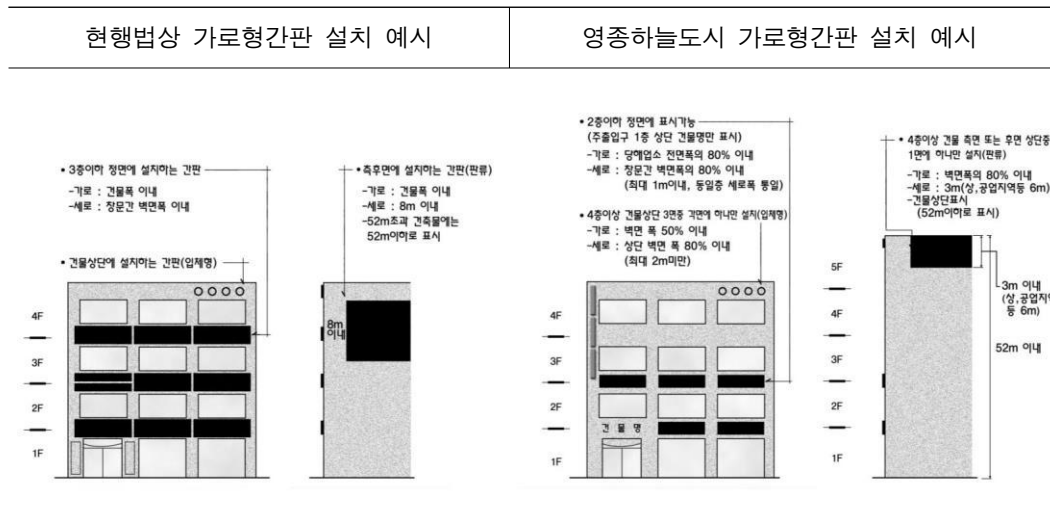 현행법상 가로형간판 설치 예시
영종하늘도시 가로형간판 설치 예시
• 3층이하 정면에 설치하는 간판
-가로 : 건물폭 이내
-세로 : 창문간 벽면폭 이내
• 건물상단에 설치하는 간판(입체형)
4F
3F
2F
1F
• 측후면에 설치하는 간판(판류)
-가로 : 건물폭 이내
-세로 : 8m 이내
-52m초과 건축물에는
52m이하로 표시
8m
이내
• 2층이하 정면에 표시가능
(주출입구 1층 상단 건물명만 표시)
-가로 : 당해업소 전면폭의 80% 이내
-세로 : 창문간 벽면폭의 80% 이내
(최대 1m이내, 동일층 세로폭 통일)
• 4층이상 건물상단 3면중 각면에 하나만 설치(입체형)
-가로 : 벽면 폭 50% 이내
-세로 : 상단 벽면 폭 80% 이내
(최대 2m미만)
5F
4F
3F
2F
1F
건 물 명
• 4층이상 건물 측면 또는 후면 상단중
1면에 하나만 설치(판류)
-가로 : 벽면폭의 80% 이내
-세로 : 3m(상,공업지역등 6m)
-건물상단표시
(52m이하로 표시)
5F
4F
3F
2F
1F
3m 이내
(상,공업지역
등 6m)
52m 이내